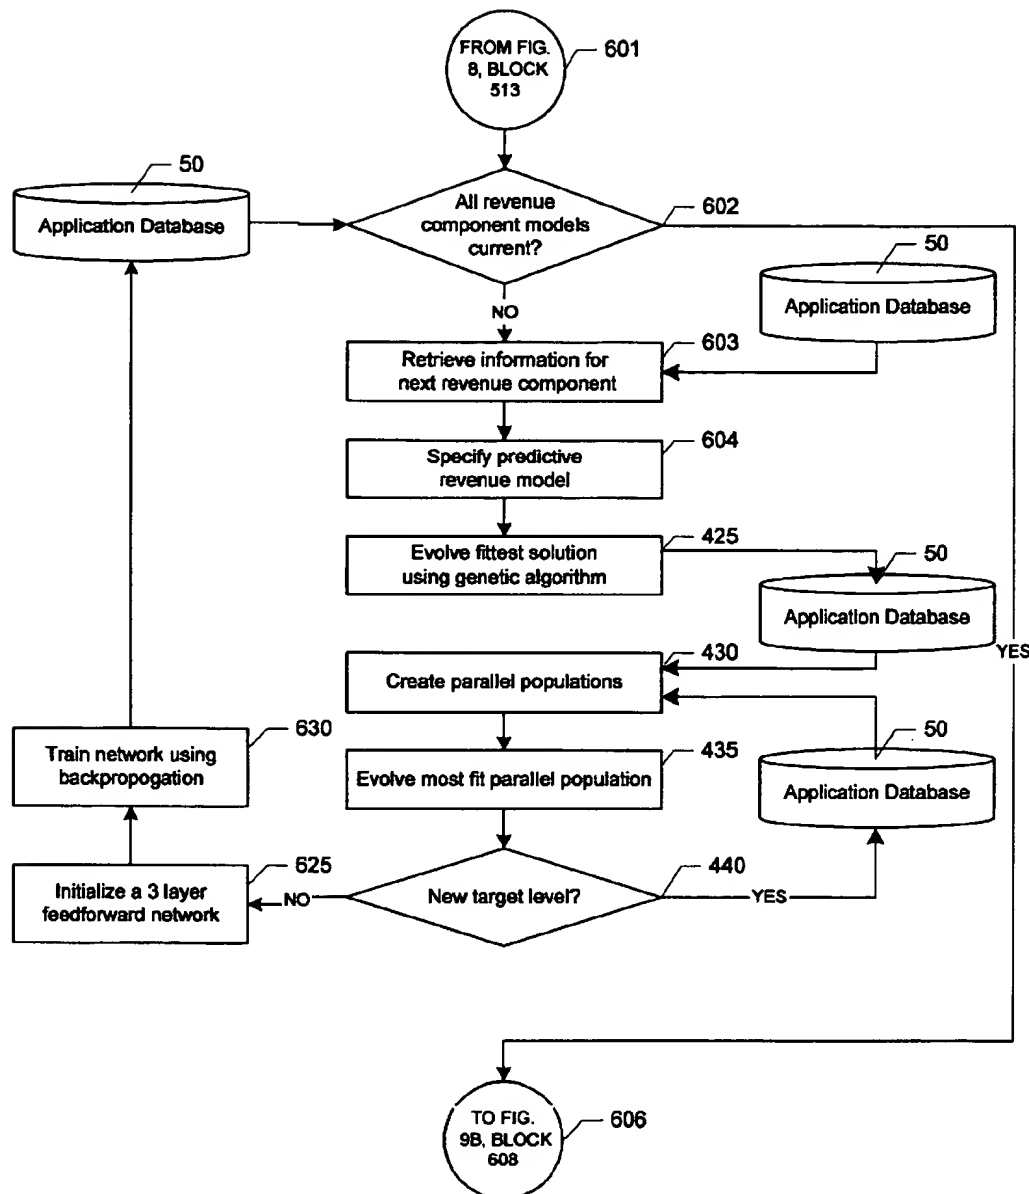 FROM FIG.
8, BLOCK
513
601
50
Application Database
All revenue
component models
current?
602
50
Application Database
NO
603
Retrieve information for
next revenue component
604
Specify predictive
revenue model
425
Evolve fittest solution
using genetic algorithm
50
Application Database
YES
430
Create parallel populations
630
Train network using
backpropogation
435
Evolve most fit parallel population
50
Application Database
625
Initialize a 3 layer
feedforward network
NO
New target level?
440
YES
TO FIG.
9B, BLOCK
608
606